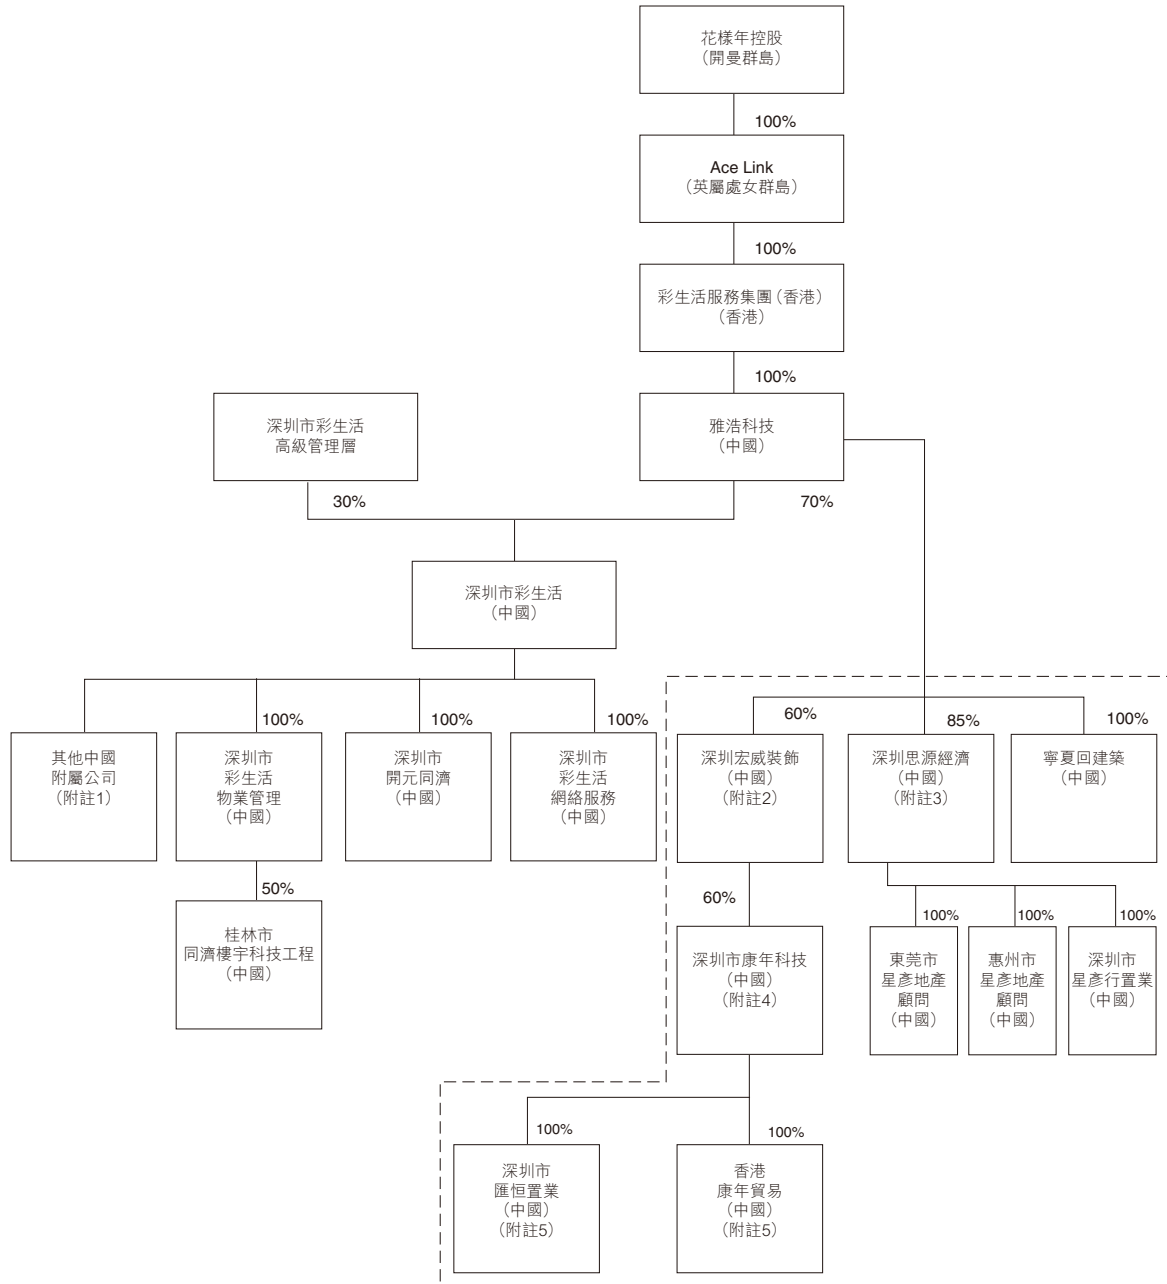 花樣年控股
（開曼群島）
100%
Ace Link
（英屬處女群島）
100%
彩生活服務集團（香港）
（香港）
100%
深圳市彩生活
高級管理層
雅浩科技
（中國）
30%
70%
深圳市彩生活
（中國）
100%
100%
100%
60%
85%
100%
其他中國
附屬公司
（附註1）
深圳市
彩生活
物業管理
（中國）
深圳市
開元同濟
（中國）
深圳市
彩生活
網絡服務
（中國）
深圳宏威裝飾
（中國）
（附註2）
深圳思源經濟
（中國）
（附註3）
寧夏回建築
（中國）
50%
60%
100%
100%
100%
桂林市
同濟樓宇科技工程
（中國）
深圳市康年科技
（中國）
（附註4）
東莞市
星彥地產
顧問
（中國）
惠州市
星彥地產
顧問
（中國）
深圳市
星彥行置業
（中國）
100%
100%
深圳市
匯恒置業
（中國）
（附註5）
香港
康年貿易
（中國）
（附註5）